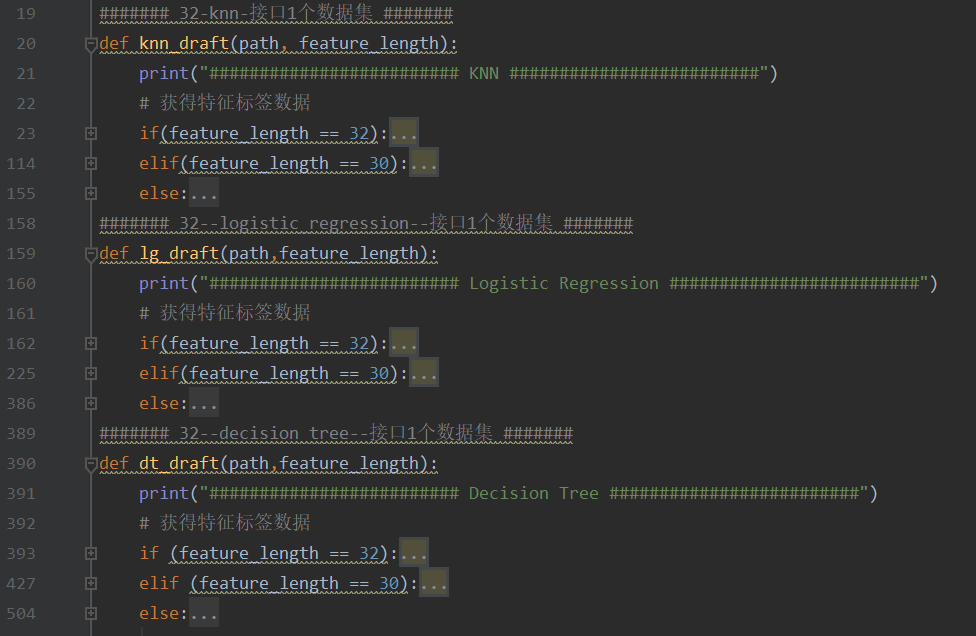 19 ####### 32-knn-接口1个数据集 #######
20 def knn_draft(path, feature_length):
21 print("######################### KNN #########################")
22 # 获得特征标签数据
23 if(feature_length == 32):...
114 elif(feature_length == 30):...
155 else:...
158 ####### 32--logistic regression--接口1个数据集 #######
159 def lg_draft(path,feature_length):
160 print("######################### Logistic Regression #########################")
161 # 获得特征标签数据
162 if(feature_length == 32):...
225 elif(feature_length == 30):...
386 else:...
389 ####### 32--decision tree--接口1个数据集 #######
390 def dt_draft(path,feature_length):
391 print("######################### Decision Tree #########################")
392 # 获得特征标签数据
393 if (feature_length == 32):...
427 elif (feature_length == 30):...
504 else:...